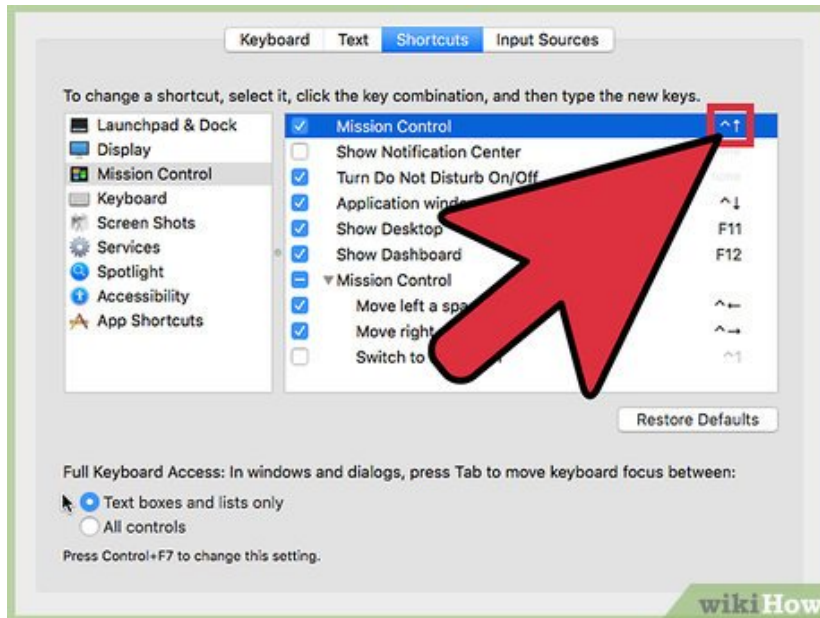 Keyboard Text Shortcuts Input Sources
To change a shortcut, select it, click the key combination, and then type the new keys.
Launchpad & Dock
Display
Mission Control
Keyboard
Screen Shots
Services
Spotlight
Accessibility
App Shortcuts
Mission Control ^↑
Show Notification Center
Turn Do Not Disturb On/Off
Application ^↓
Show Desktop F11
Show Dashboard F12
Mission Control
Move left a ^←
Move right ^→
Switch to ^1
Restore Defaults
Full Keyboard Access: In windows and dialogs, press Tab to move keyboard focus between:
Text boxes and lists only
All controls
Press Control+F7 to change this setting.
wikiHow